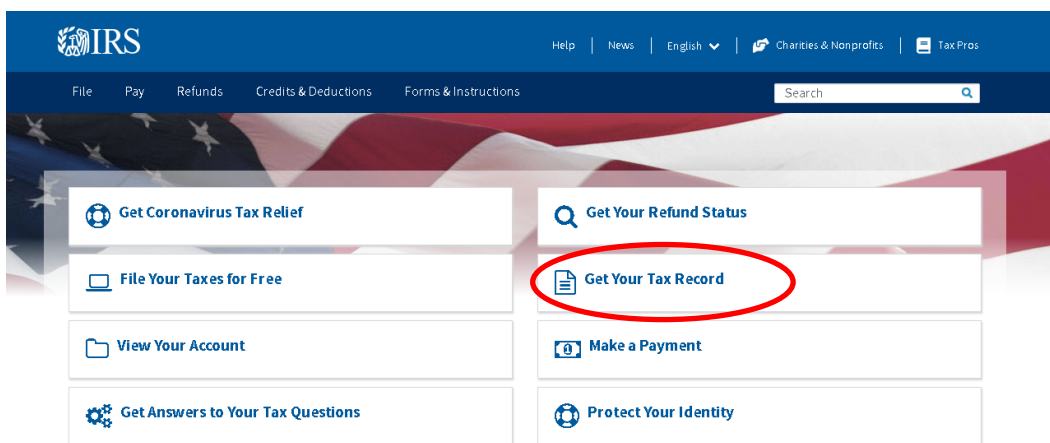 IRS
Help News English Charities & Nonprofits Tax Pros
File Pay Refunds Credits & Deductions Forms & Instructions Search
Get Coronavirus Tax Relief Get Your Refund Status
File Your Taxes for Free Get Your Tax Record
View Your Account Make a Payment
Get Answers to Your Tax Questions Protect Your Identity